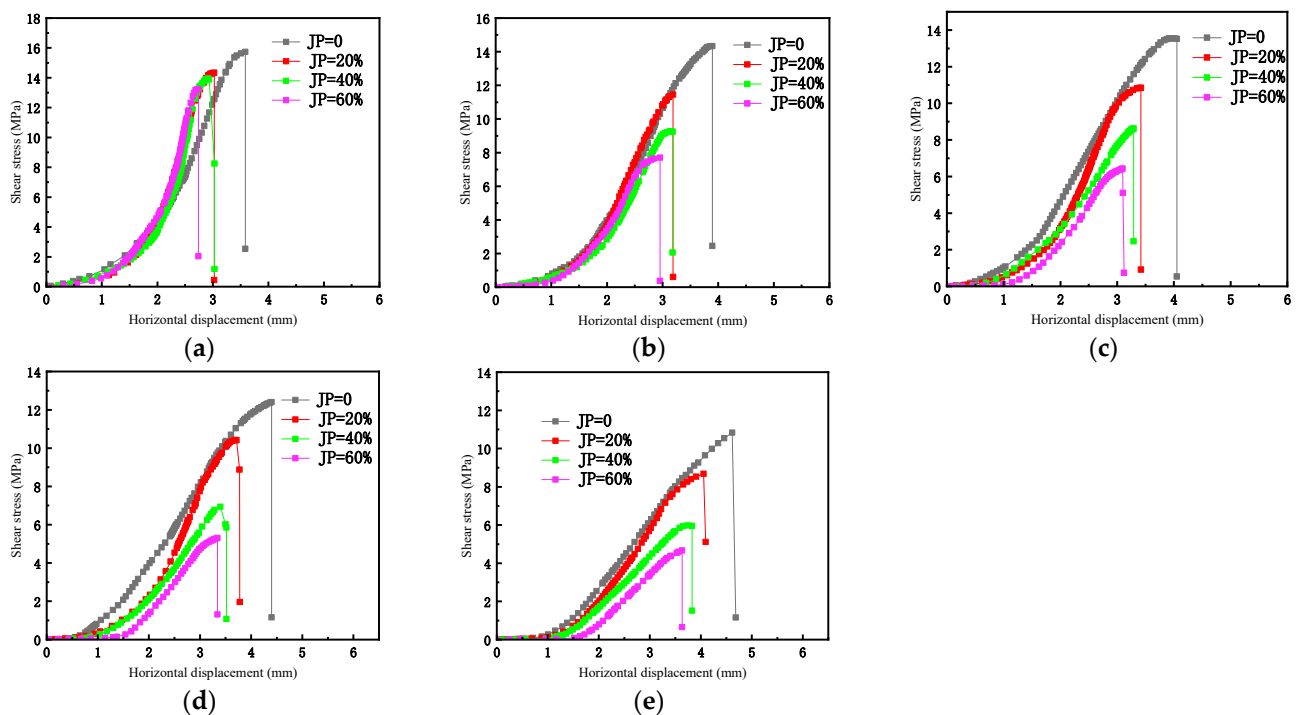 18
16
14
12
10
8
6
4
2
0
Shear stress (MPa)
JP=0
JP=20%
JP=40%
JP=60%
0 1 2 3 4 5 6
Horizontal displacement (mm)
(a)
16
14
12
10
8
6
4
2
0
Shear stress (MPa)
JP=0
JP=20%
JP=40%
JP=60%
0 1 2 3 4 5 6
Horizontal displacement (mm)
(b)
14
12
10
8
6
4
2
0
Shear stress (MPa)
JP=0
JP=20%
JP=40%
JP=60%
0 1 2 3 4 5 6
Horizontal displacement (mm)
(c)
14
12
10
8
6
4
2
0
Shear stress (MPa)
JP=0
JP=20%
JP=40%
JP=60%
0 1 2 3 4 5 6
Horizontal displacement (mm)
(d)
14
12
10
8
6
4
2
0
Shear stress (MPa)
JP=0
JP=20%
JP=40%
JP=60%
0 1 2 3 4 5 6
Horizontal displacement (mm)
(e)